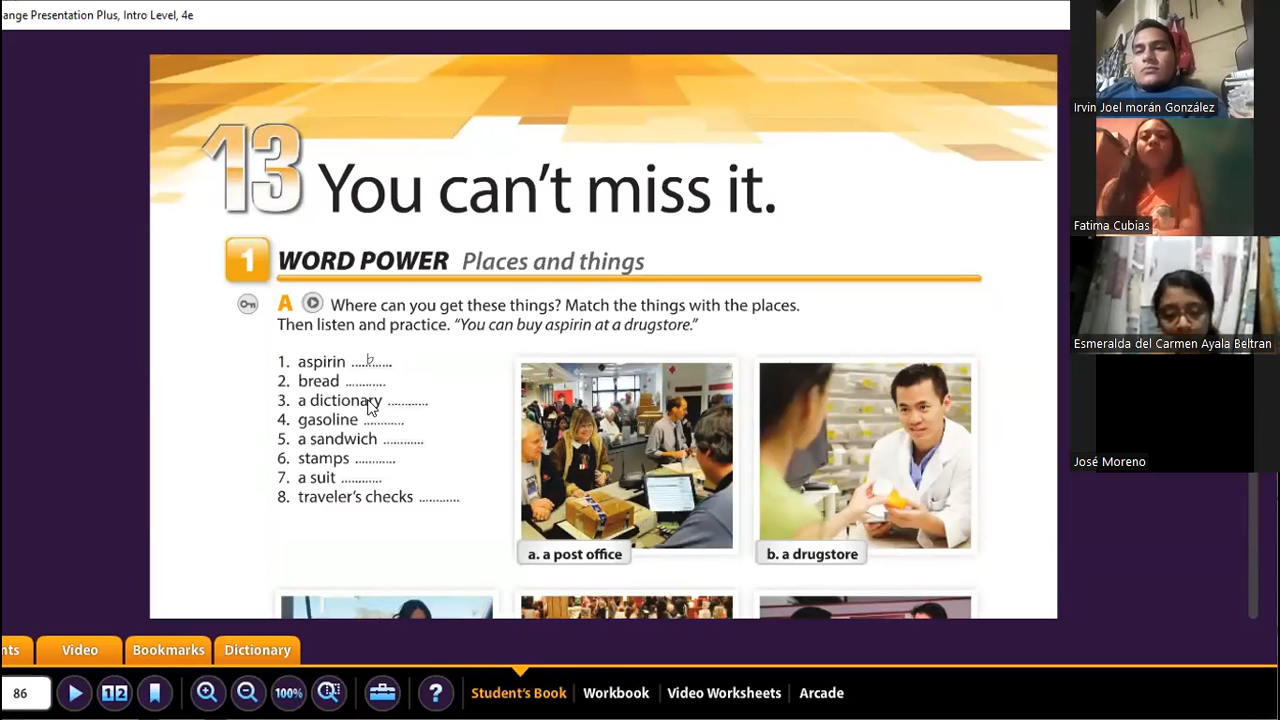 ange Presentation Plus, Intro Level, 4e
13 You can't miss it.
1 WORD POWER Places and things
A Where can you get these things? Match the things with the places.
Then listen and practice. "You can buy aspirin at a drugstore."
1. aspirin ....b.......
2. bread ...........
3. a dictionary ...........
4. gasoline ...........
5. a sandwich ...........
6. stamps ...........
7. a suit ...........
8. traveler's checks ...........
a. a post office
b. a drugstore
Irvin Joel morán González
Fatima Cubias
Esmeralda del Carmen Ayala Beltran
José Moreno
nts Video Bookmarks Dictionary
86 1 2 100% ? Student's Book Workbook Video Worksheets Arcade